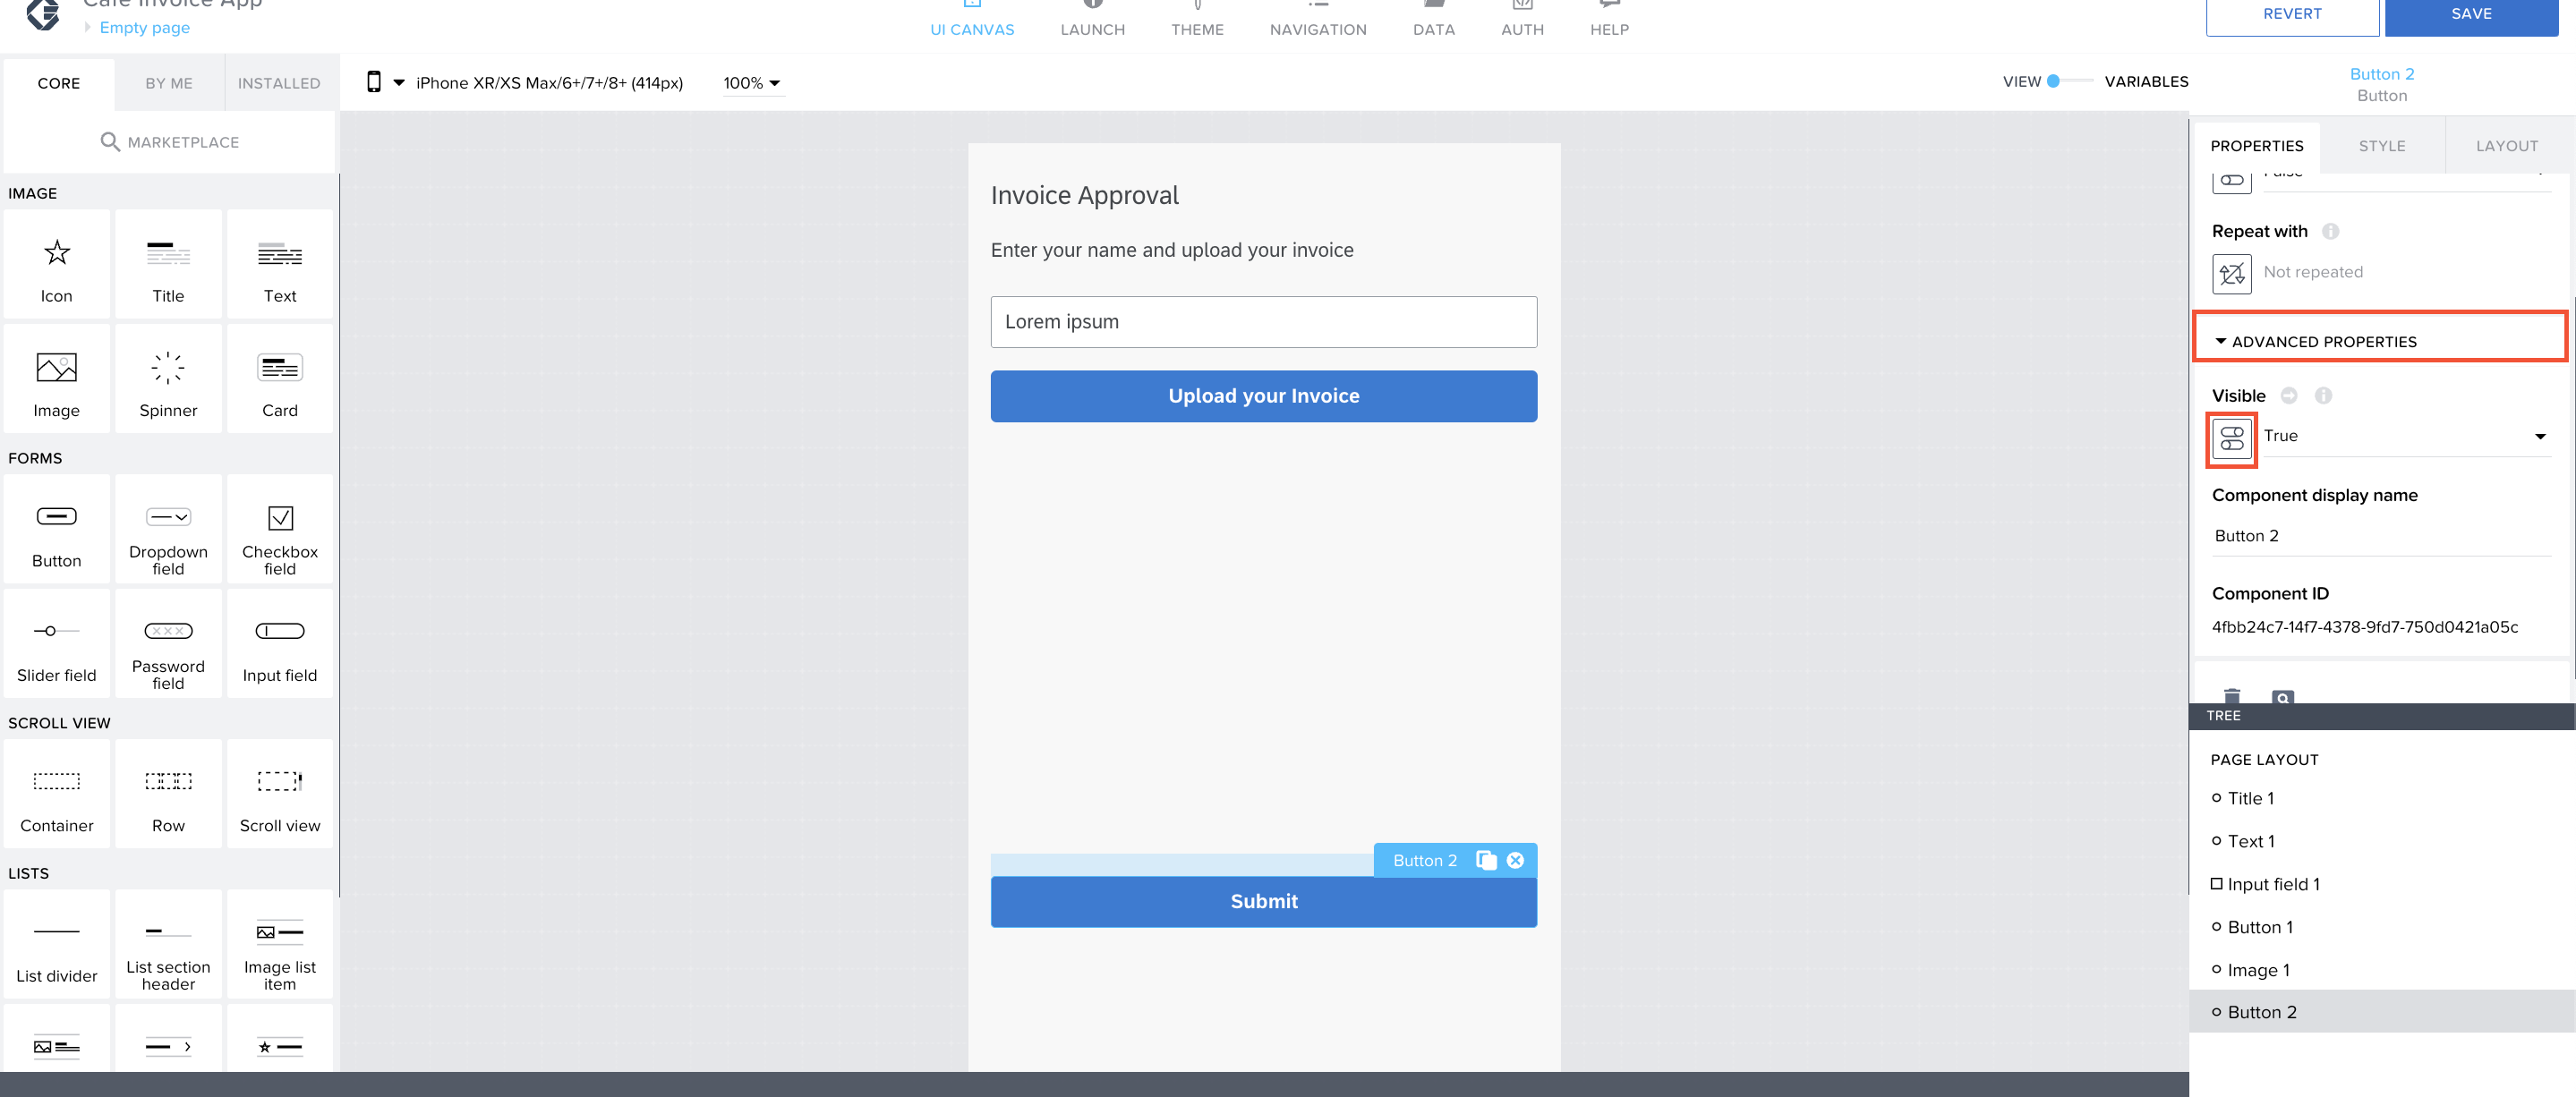 Cafe Invoice App
Empty page
UI CANVAS
LAUNCH
THEME
NAVIGATION
DATA
AUTH
HELP
REVERT
SAVE
CORE
BY ME
INSTALLED
iPhone XR/XS Max/6+/7+/8+ (414px)
100%
VIEW
VARIABLES
Button 2
Button
MARKETPLACE
IMAGE
Icon
Title
Text
Image
Spinner
Card
FORMS
Button
Dropdown field
Checkbox field
Slider field
Password field
Input field
SCROLL VIEW
Container
Row
Scroll view
LISTS
List divider
List section header
Image list item
Invoice Approval
Enter your name and upload your invoice
Lorem ipsum
Upload your Invoice
Button 2
Submit
PROPERTIES
STYLE
LAYOUT
False
Repeat with
Not repeated
ADVANCED PROPERTIES
Visible
True
Component display name
Button 2
Component ID
4fbb24c7-14f7-4378-9fd7-750d0421a05c
TREE
PAGE LAYOUT
Title 1
Text 1
Input field 1
Button 1
Image 1
Button 2